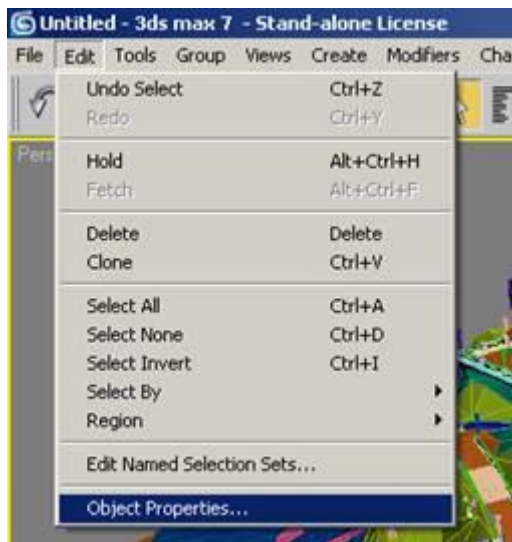 Untitled - 3ds max 7 - Stand-alone License
File Edit Tools Group Views Create Modifiers Cha
Undo Select Ctrl+Z
Redo Ctrl+Y
Pers
Hold Alt+Ctrl+H
Fetch Alt+Ctrl+F
Delete Delete
Clone Ctrl+V
Select All Ctrl+A
Select None Ctrl+D
Select Invert Ctrl+I
Select By
Region
Edit Named Selection Sets...
Object Properties...